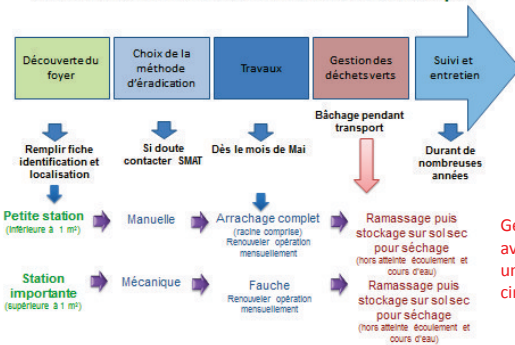 Découverte du
foyer
Choix de la
méthode
d'éradication
Travaux
Gestion des
déchets verts
Suivi et
entretien
Remplir fiche
identification et
localisation
Si doute
contacter SMAT
Dès le mois de Mai
Bâchage pendant
transport
Durant de
nombreuses
années
Petite station
(inférieure à 1 m²)
Manuelle
Arrachage complet
(racine comprise)
Renouveler opération
mensuellement
Ramassage puis
stockage sur sol sec
pour séchage
(hors atteinte écoulement et
cours d'eau)
Station
importante
(supérieure à 1 m²)
Mécanique
Fauche
Renouveler opération
mensuellement
Ramassage puis
stockage sur sol sec
pour séchage
(hors atteinte écoulement et
cours d'eau)